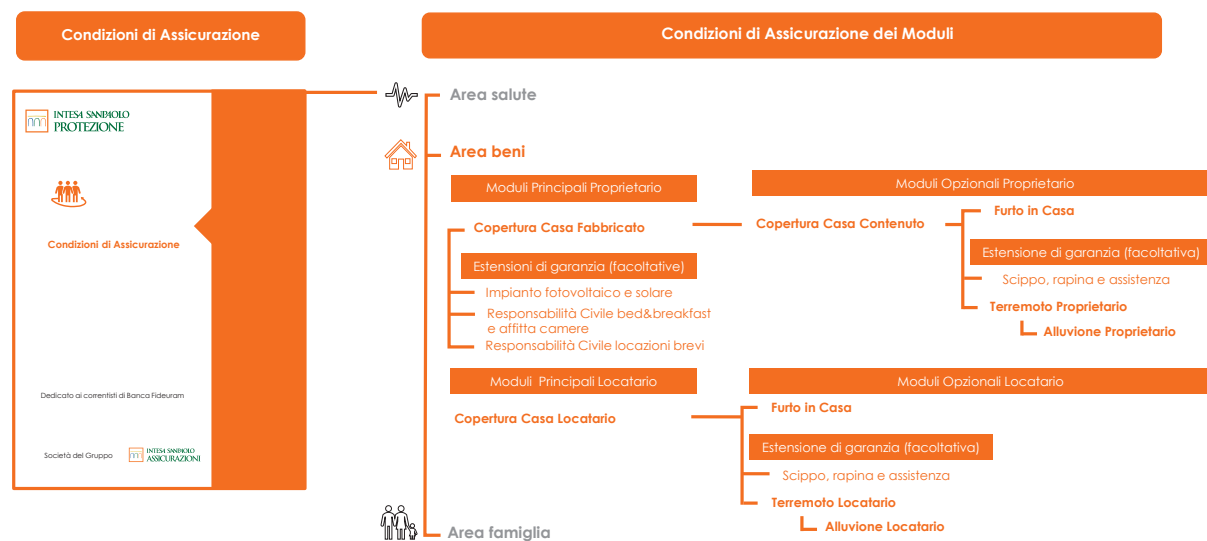 Condizioni di Assicurazione
Condizioni di Assicurazione dei Moduli
INTESA SANPAOLO
PROTEZIONE
Condizioni di Assicurazione
Dedicato ai correntisti di Banca Fideuram
Società del Gruppo
INTESA SANPAOLO
ASSICURAZIONI
Area salute
Area beni
Moduli Principali Proprietario
Moduli Opzionali Proprietario
Copertura Casa Fabbricato
Copertura Casa Contenuto
Furto in Casa
Estensioni di garanzia (facoltative)
Estensione di garanzia (facoltativa)
Impianto fotovoltaico e solare
Scippo, rapina e assistenza
Responsabilità Civile bed&breakfast
e affitta camere
Terremoto Proprietario
Responsabilità Civile locazioni brevi
Alluvione Proprietario
Moduli Principali Locatario
Moduli Opzionali Locatario
Copertura Casa Locatario
Furto in Casa
Estensione di garanzia (facoltativa)
Scippo, rapina e assistenza
Terremoto Locatario
Alluvione Locatario
Area famiglia